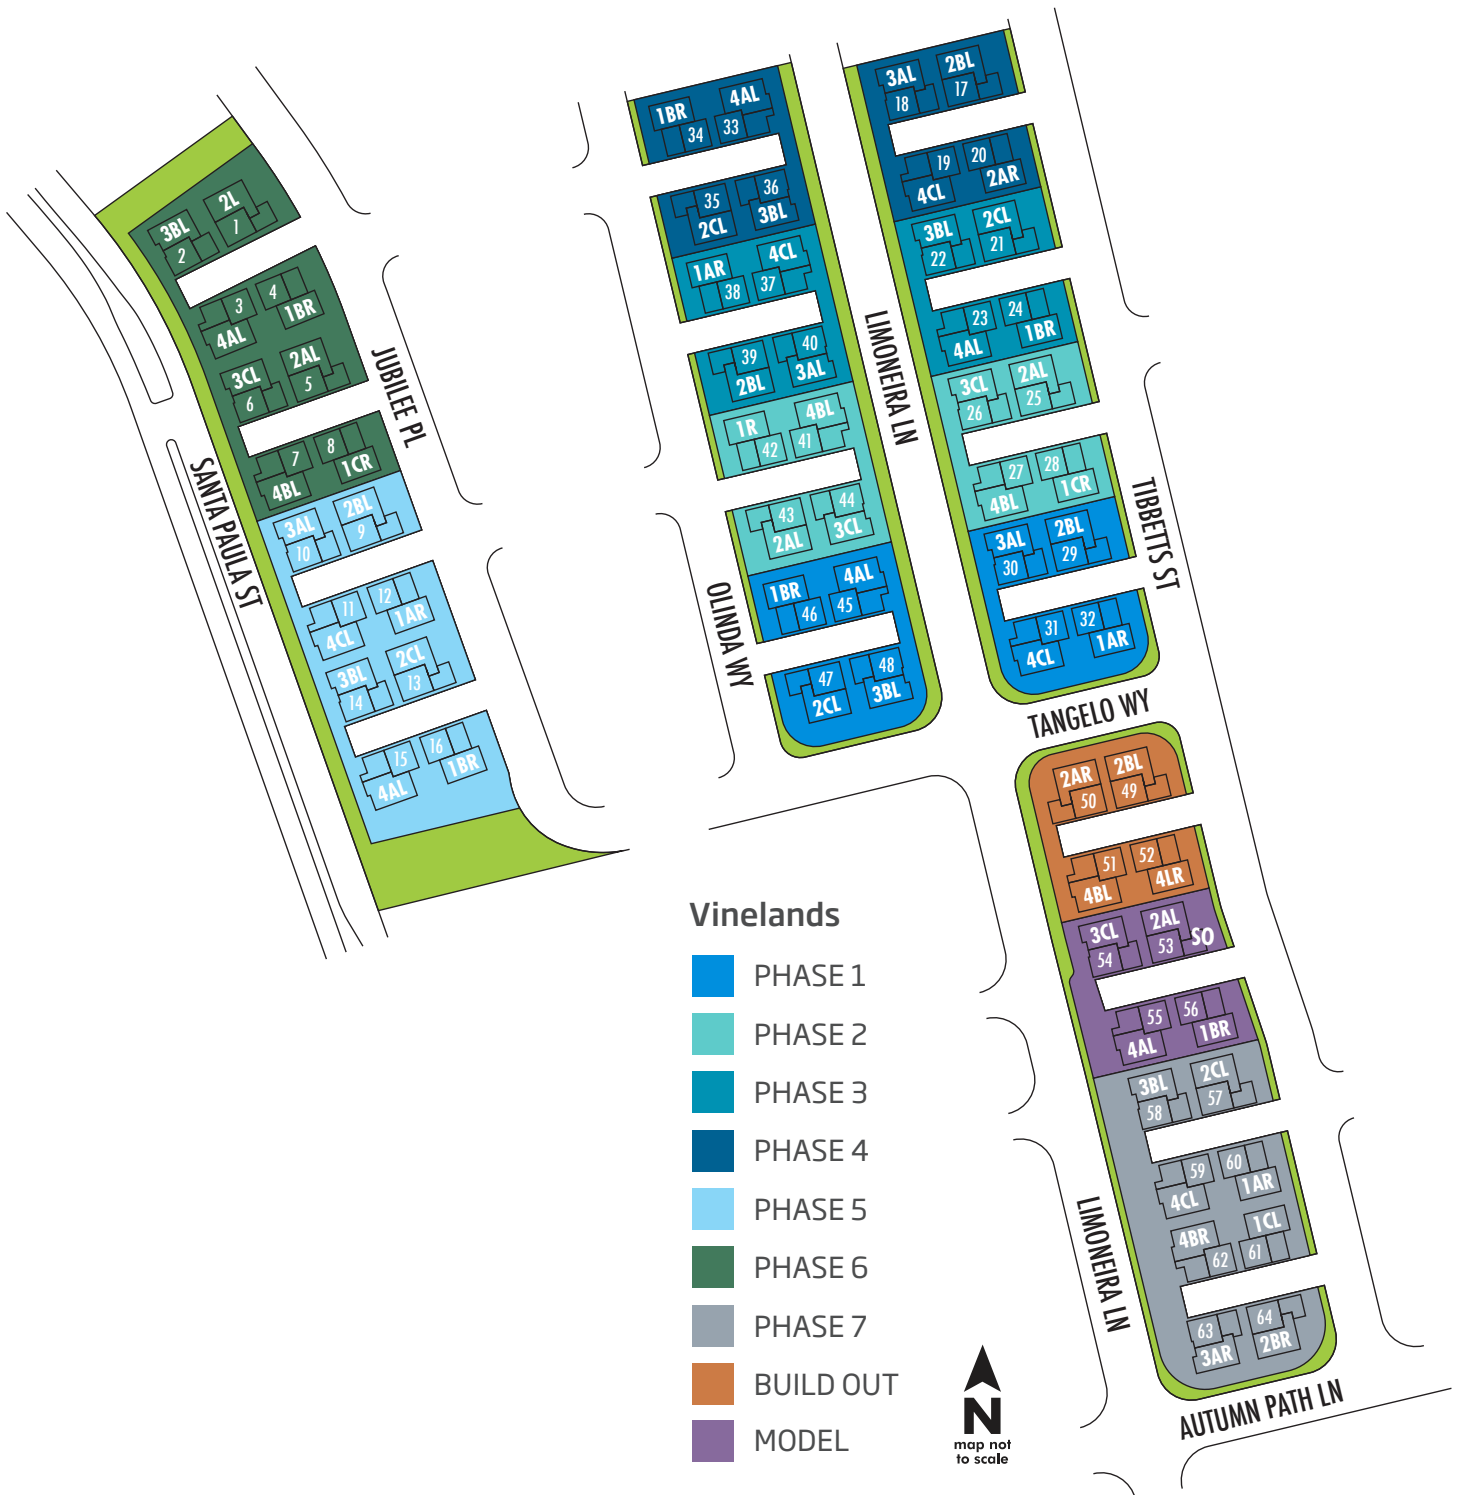 3BL
2L
2
1
3
4
4AL
1BR
3CL
2AL
6
5
7
8
4BL
1CR
3AL
2BL
10
9
11
12
4CL
1AR
3BL
2CL
14
13
15
16
4AL
1BR
SANTA PAULA ST
JUBILEE PL
1BR
4AL
34
33
35
36
2CL
3BL
1AR
4CL
38
37
39
40
2BL
3AL
1R
4BL
42
41
43
44
2AL
3CL
1BR
4AL
46
45
47
48
2CL
3BL
OLINDA WY
LIMONEIRA LN
3AL
2BL
18
17
19
20
4CL
2AR
3BL
2CL
22
21
23
24
4AL
1BR
3CL
2AL
26
25
27
28
4BL
1CR
3AL
2BL
30
29
31
32
4CL
1AR
TIBBETTS ST
TANGELO WY
2AR
2BL
50
49
51
52
4BL
4LR
3CL
2AL
54
53
SO
55
56
4AL
1BR
3BL
2CL
58
57
59
60
4CL
1AR
4BR
1CL
62
61
63
64
3AR
2BR
LIMONEIRA LN
AUTUMN PATH LN
Vinelands
PHASE 1
PHASE 2
PHASE 3
PHASE 4
PHASE 5
PHASE 6
PHASE 7
BUILD OUT
MODEL
N
map not
to scale